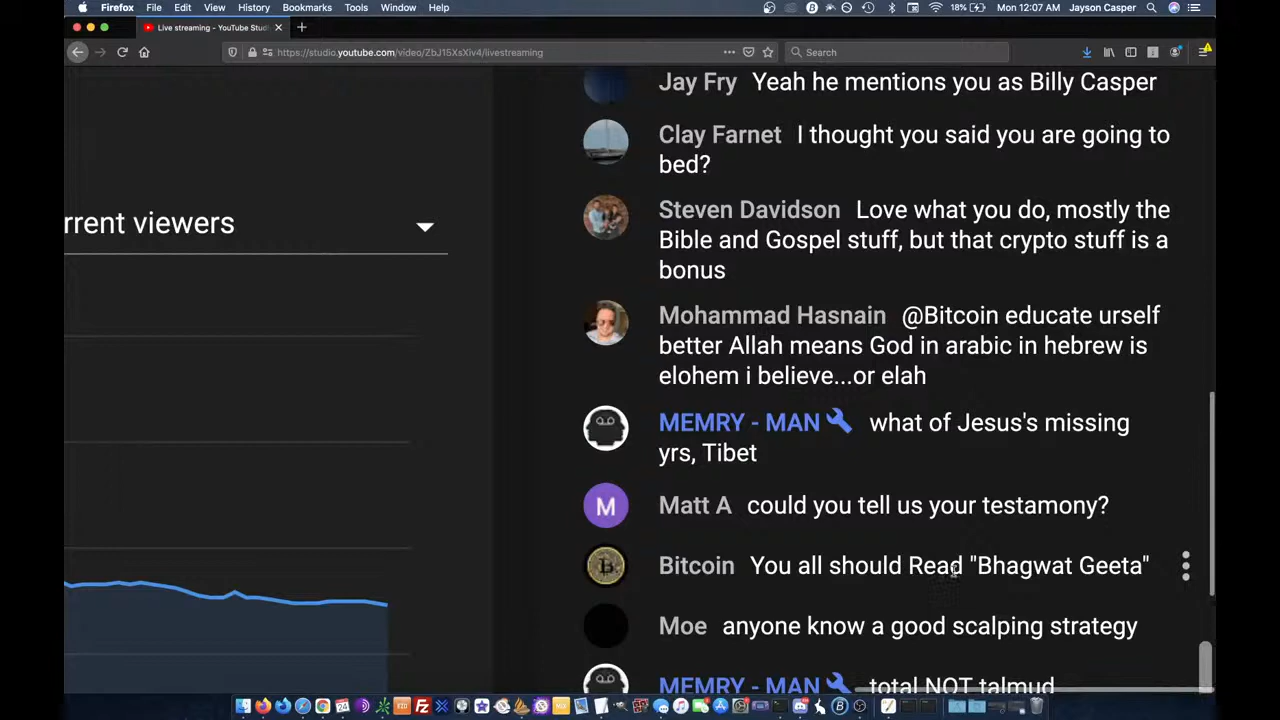 Firefox File Edit View History Bookmarks Tools Window Help 18% Mon 12:07 AM Jayson Casper
Live streaming - YouTube Studi
https://studio.youtube.com/video/ZbJ15XsXiv4/livestreaming
Search
Jay Fry Yeah he mentions you as Billy Casper
Clay Farnet I thought you said you are going to
bed?
rrent viewers
Steven Davidson Love what you do, mostly the
Bible and Gospel stuff, but that crypto stuff is a
bonus
Mohammad Hasnain @Bitcoin educate urself
better Allah means God in arabic in hebrew is
elohem i believe...or elah
MEMRY - MAN what of Jesus's missing
yrs, Tibet
M
Matt A could you tell us your testamony?
Bitcoin You all should Read "Bhagwat Geeta"
Moe anyone know a good scalping strategy
MEMRY - MAN total NOT talmud